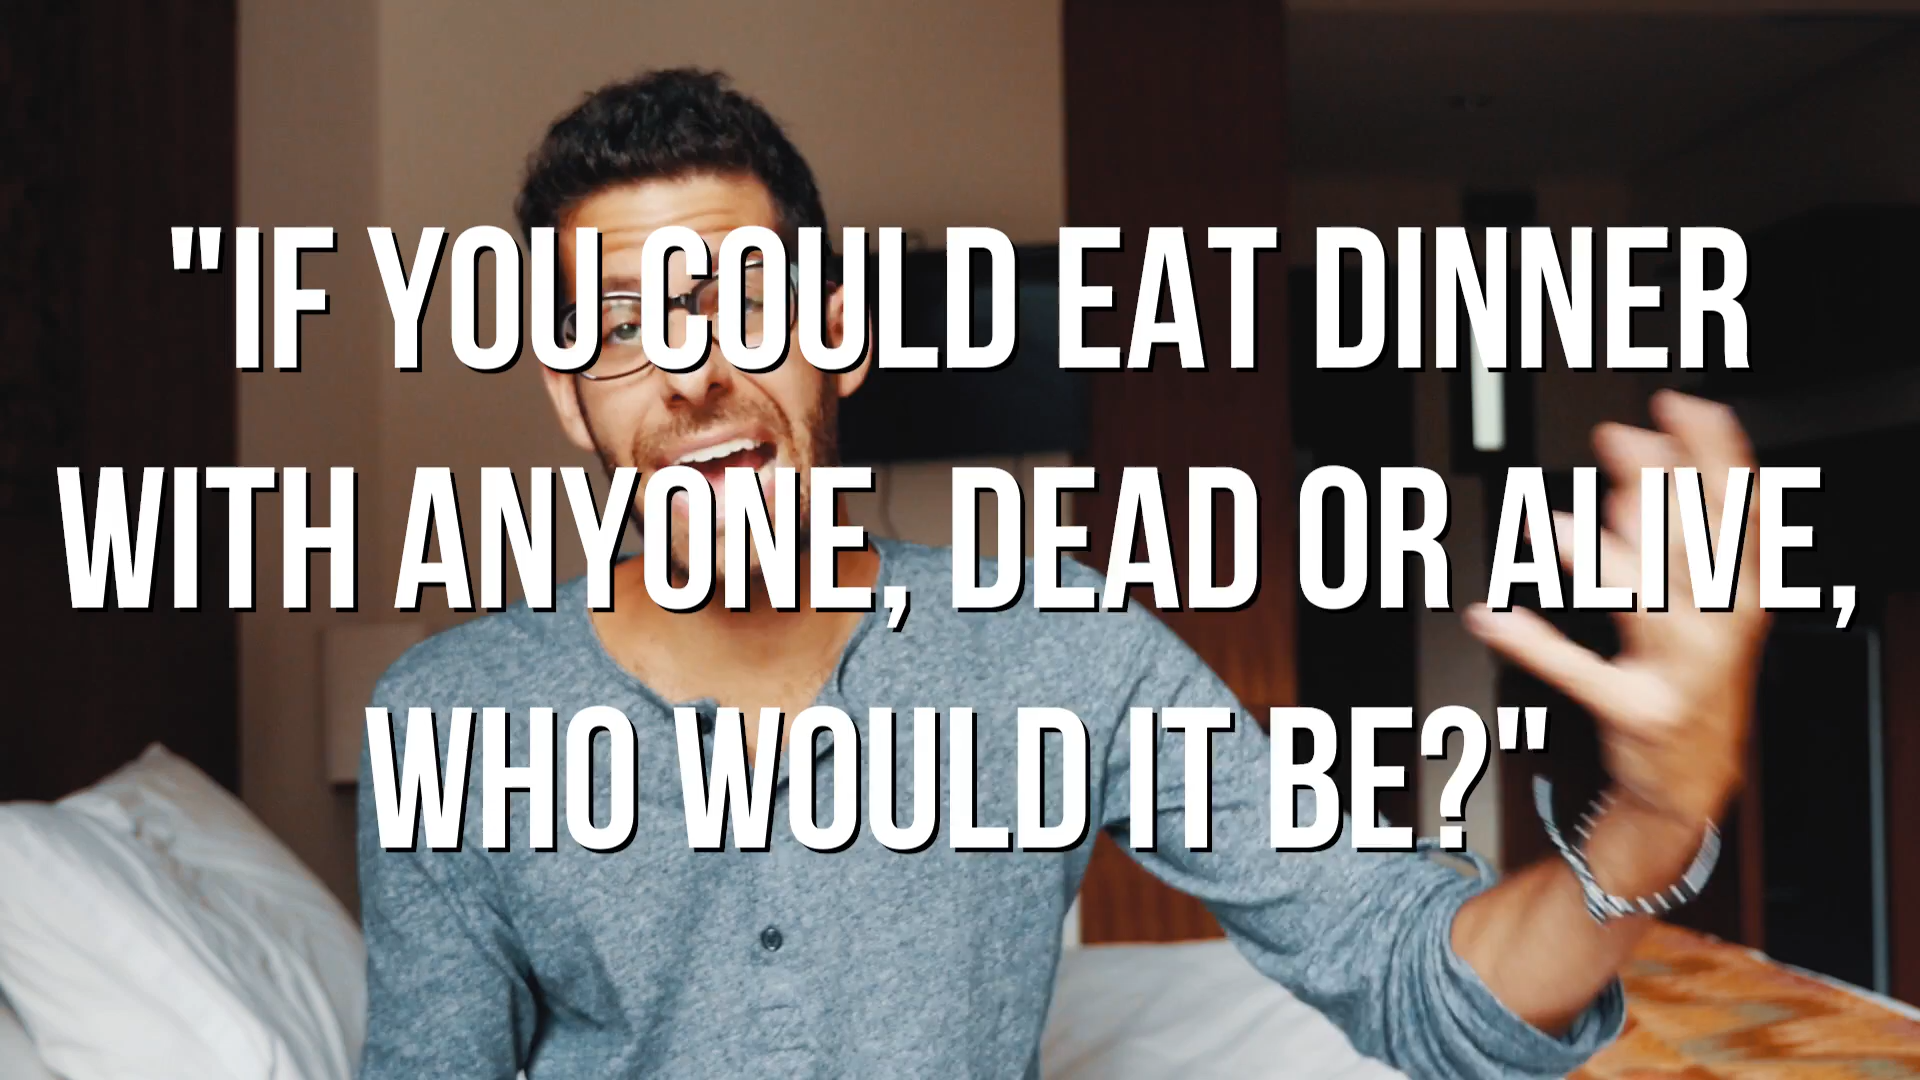 "IF YOU COULD EAT DINNER
WITH ANYONE, DEAD OR ALIVE,
WHO WOULD IT BE?"